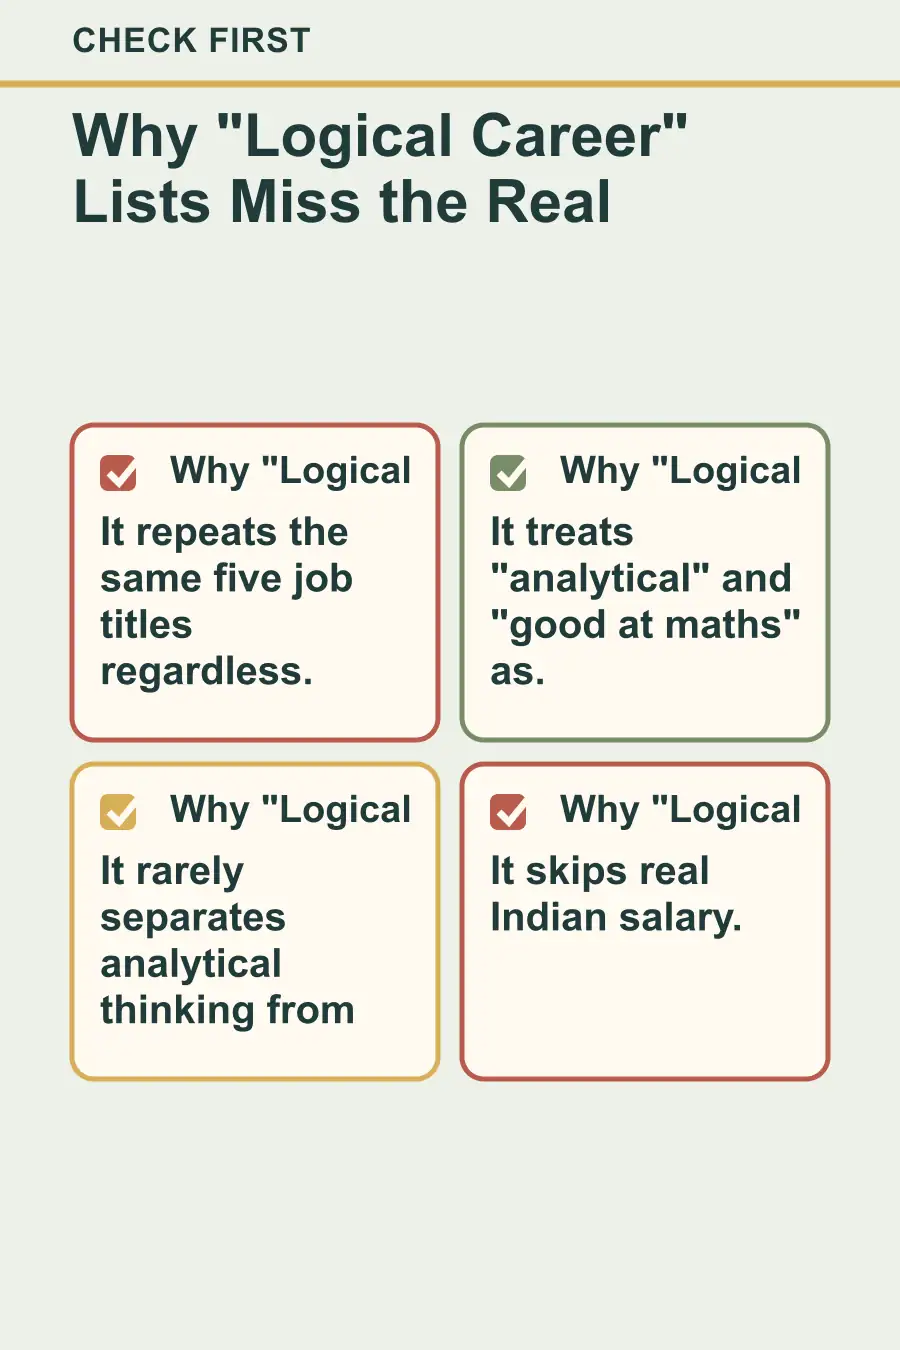 CHECK FIRST
Why "Logical Career"
Lists Miss the Real
Why "Logical
It repeats the
same five job
titles
regardless.
Why "Logical
It treats
"analytical" and
"good at maths"
as.
Why "Logical
It rarely
separates
analytical
thinking from
Why "Logical
It skips real
Indian salary.